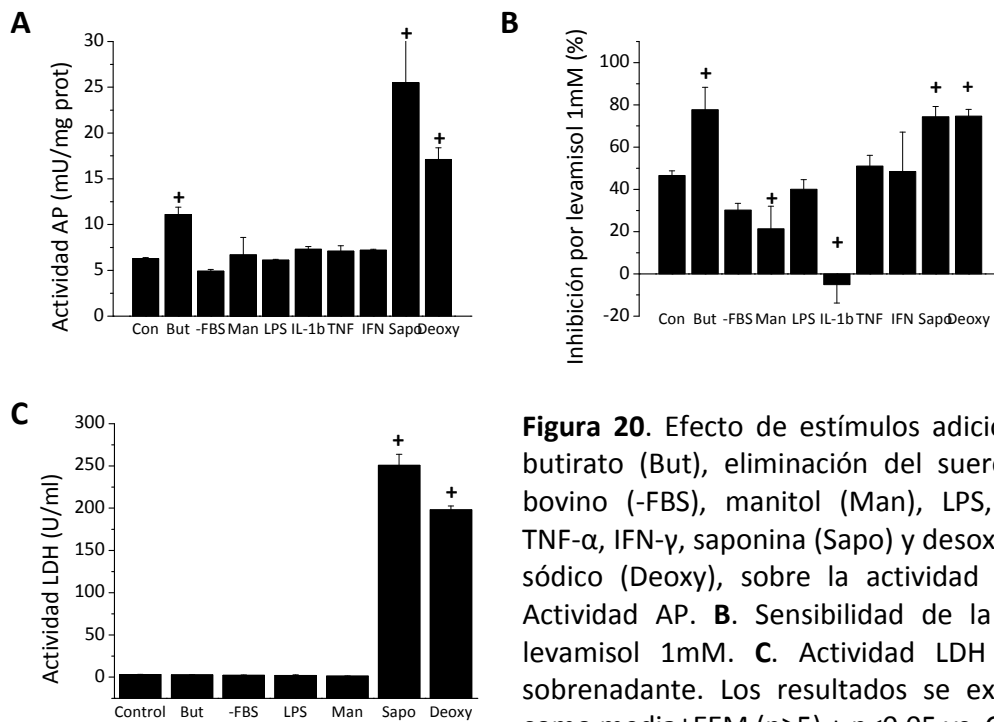 A
30
25
20
15
10
5
0
Actividad AP (mU/mg prot)
+
+
+
Con But -FBS Man LPS IL-1b TNF IFN Sapo Deoxy
B
100
80
60
40
20
0
-20
Inhibición por levamisol 1mM (%)
+
+
+
+
+
Con But -FBS Man LPS IL-1b TNF IFN Sapo Deoxy
C
300
250
200
150
100
50
0
Actividad LDH (U/ml)
+
+
Control But -FBS LPS Man Sapo Deoxy
Figura 20. Efecto de estímulos adici
butirato (But), eliminación del suer
bovino (-FBS), manitol (Man), LPS,
TNF-α, IFN-γ, saponina (Sapo) y desox
sódico (Deoxy), sobre la actividad
Actividad AP. B. Sensibilidad de la
levamisol 1mM. C. Actividad LDH
sobrenadante. Los resultados se ex